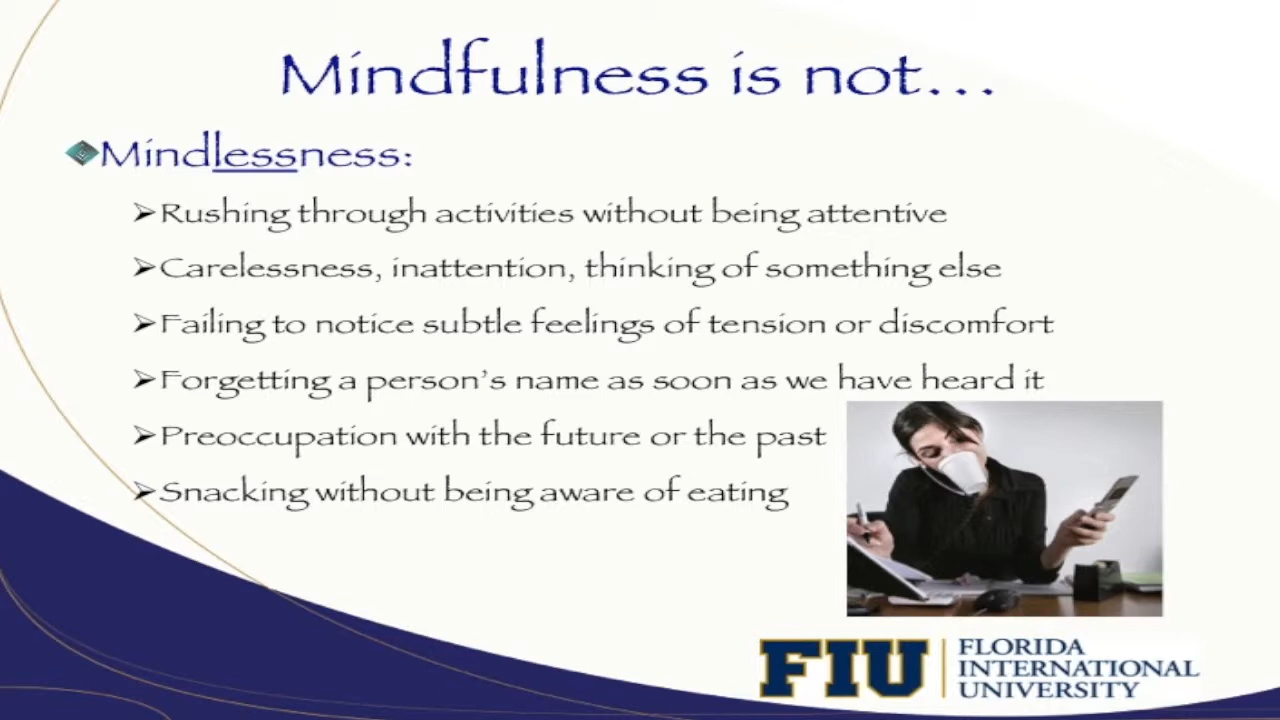 Mindfulness is not...
Mindlessness:
Rushing through activities without being attentive
Carelessness, inattention, thinking of something else
Failing to notice subtle feelings of tension or discomfort
Forgetting a person's name as soon as we have heard it
Preoccupation with the future or the past
Snacking without being aware of eating
FIU
FLORIDA
INTERNATIONAL
UNIVERSITY